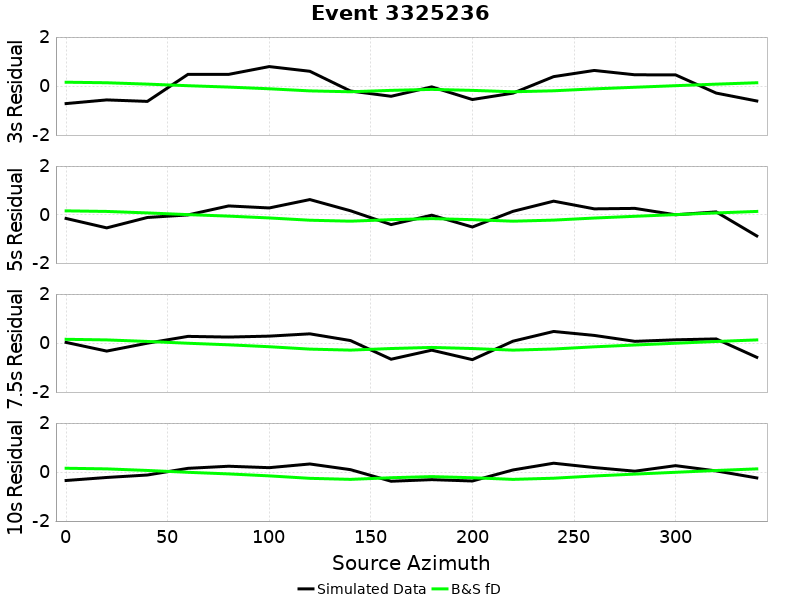 Event 3325236
3s Residual
2
0
-2
5s Residual
2
0
-2
7.5s Residual
2
0
-2
10s Residual
2
0
-2
0 50 100 150 200 250 300
Source Azimuth
Simulated Data B&S fD